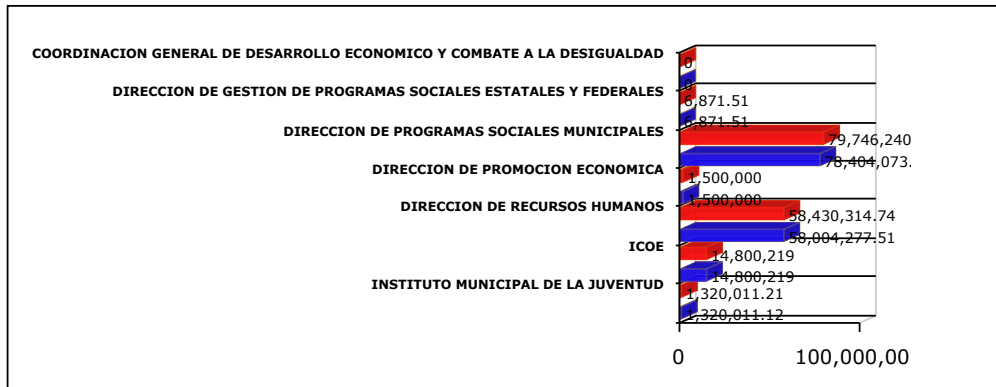 COORDINACION GENERAL DE DESARROLLO ECONOMICO Y COMBATE A LA DESIGUALDAD
0
0
DIRECCION DE GESTION DE PROGRAMAS SOCIALES ESTATALES Y FEDERALES
6,871.51
6,871.51
DIRECCION DE PROGRAMAS SOCIALES MUNICIPALES
79,746,240
78,404,073.
DIRECCION DE PROMOCION ECONOMICA
1,500,000
1,500,000
DIRECCION DE RECURSOS HUMANOS
58,430,314.74
58,004,277.51
ICOE
14,800,219
14,800,219
INSTITUTO MUNICIPAL DE LA JUVENTUD
1,320,011.21
1,320,011.12
0 100,000,00